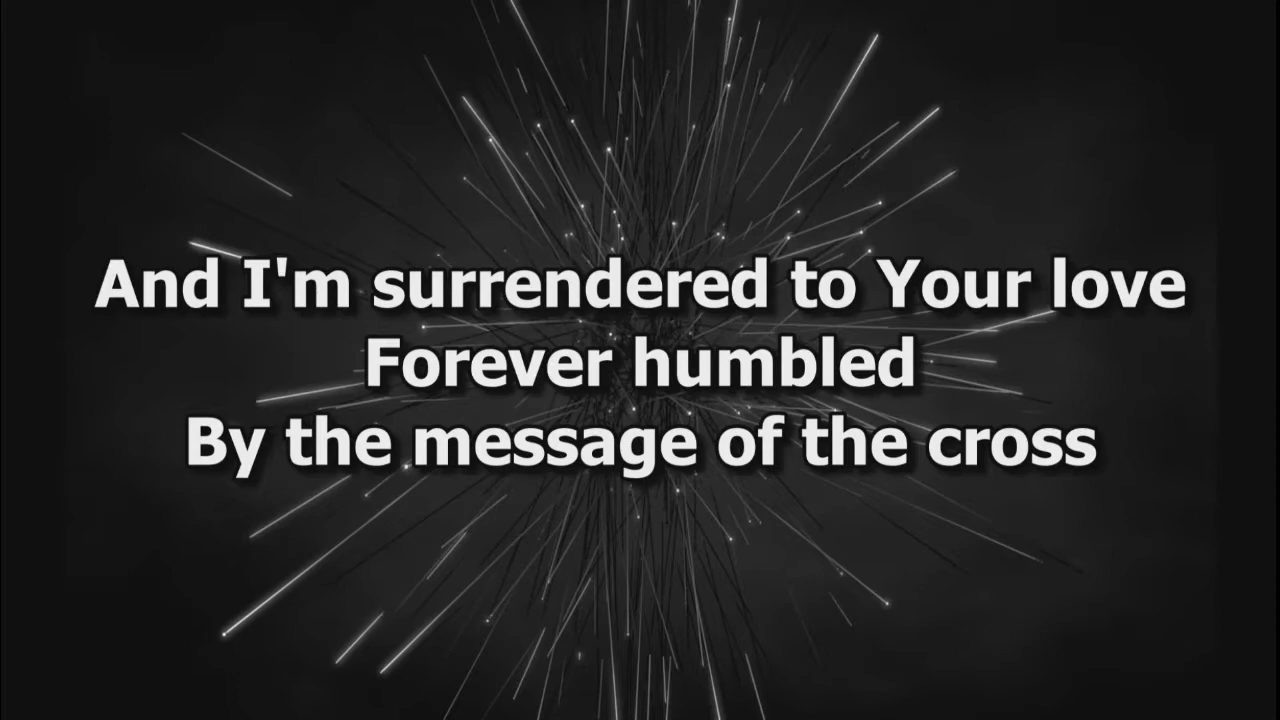 And I'm surrendered to Your love
Forever humbled
By the message of the cross